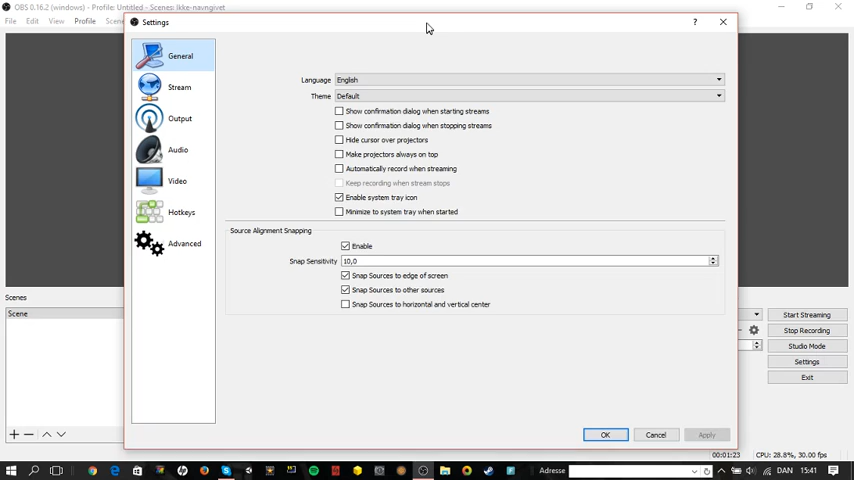 OBS 0.16.2 (windows) - Profile: Untitled - Scenes: Ikke-navngivet
File Edit View Profile Scene
Settings
General
Stream
Output
Audio
Video
Hotkeys
Advanced
Language English
Theme Default
Show confirmation dialog when starting streams
Show confirmation dialog when stopping streams
Hide cursor over projectors
Make projectors always on top
Automatically record when streaming
Keep recording when stream stops
Enable system tray icon
Minimize to system tray when started
Source Alignment Snapping
Enable
Snap Sensitivity 10,0
Snap Sources to edge of screen
Snap Sources to other sources
Snap Sources to horizontal and vertical center
OK Cancel Apply
Scenes
Scene
Start Streaming
Stop Recording
Studio Mode
Settings
Exit
00:01:23 CPU: 28.8%, 30.00 fps
Adresse DAN 15:41